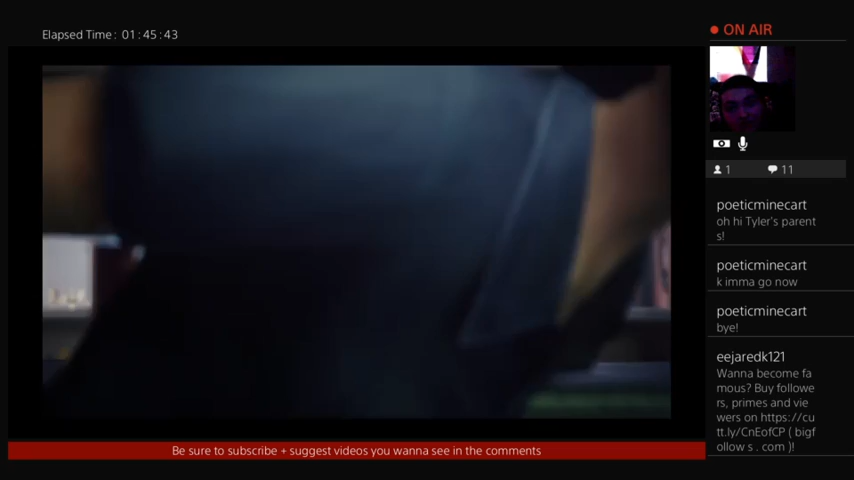 Elapsed Time: 01:45:43
ON AIR
1 11
poeticminecart
oh hi Tyler's parent
s!
poeticminecart
k imma go now
poeticminecart
bye!
eejaredk121
Wanna become fa
mous? Buy followe
rs, primes and vie
wers on https://cu
tt.ly/CnEofCP ( bigf
ollow s . com )!
Be sure to subscribe + suggest videos you wanna see in the comments